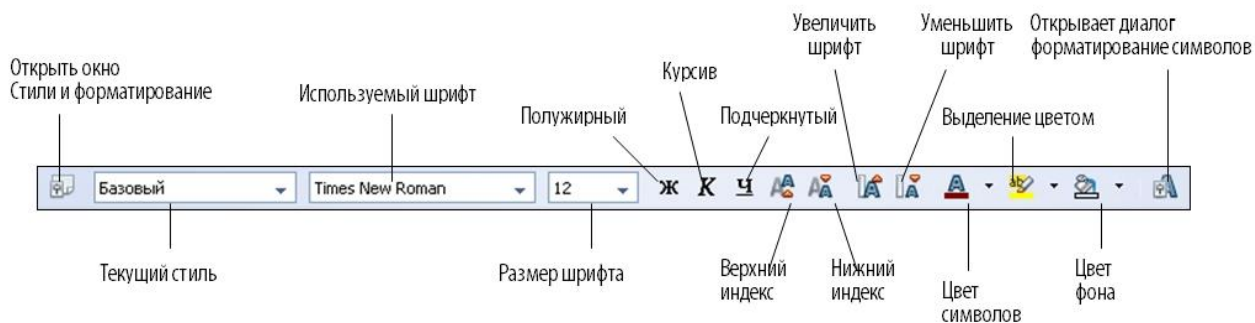 Увеличить
шрифт
Уменьшить
шрифт
Открывает диалог
форматирование символов
Открыть окно
Стили и форматирование
Используемый шрифт
Полужирный
Курсив
Подчеркнутый
Выделение цветом
Базовый
Times New Roman
12
Ж
К
Ч
Текущий стиль
Размер шрифта
Верхний
индекс
Нижний
индекс
Цвет
символов
Цвет
фона